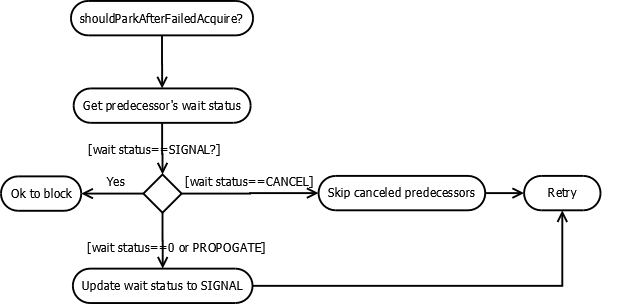 shouldParkAfterFailedAcquire?
Get predecessor's wait status
[wait status==SIGNAL?]
Ok to block
Yes
[wait status==CANCEL]
Skip canceled predecessors
Retry
[wait status==0 or PROPOGATE]
Update wait status to SIGNAL